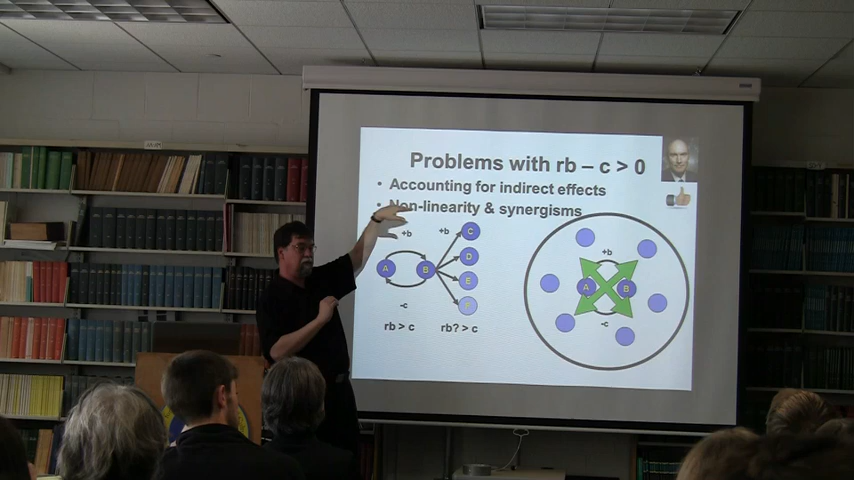 Problems with rb – c > 0
• Accounting for indirect effects
• Non-linearity & synergisms
+b
+b
C
D
A
B
E
F
-c
rb > c
rb? > c
+b
A
B
-c